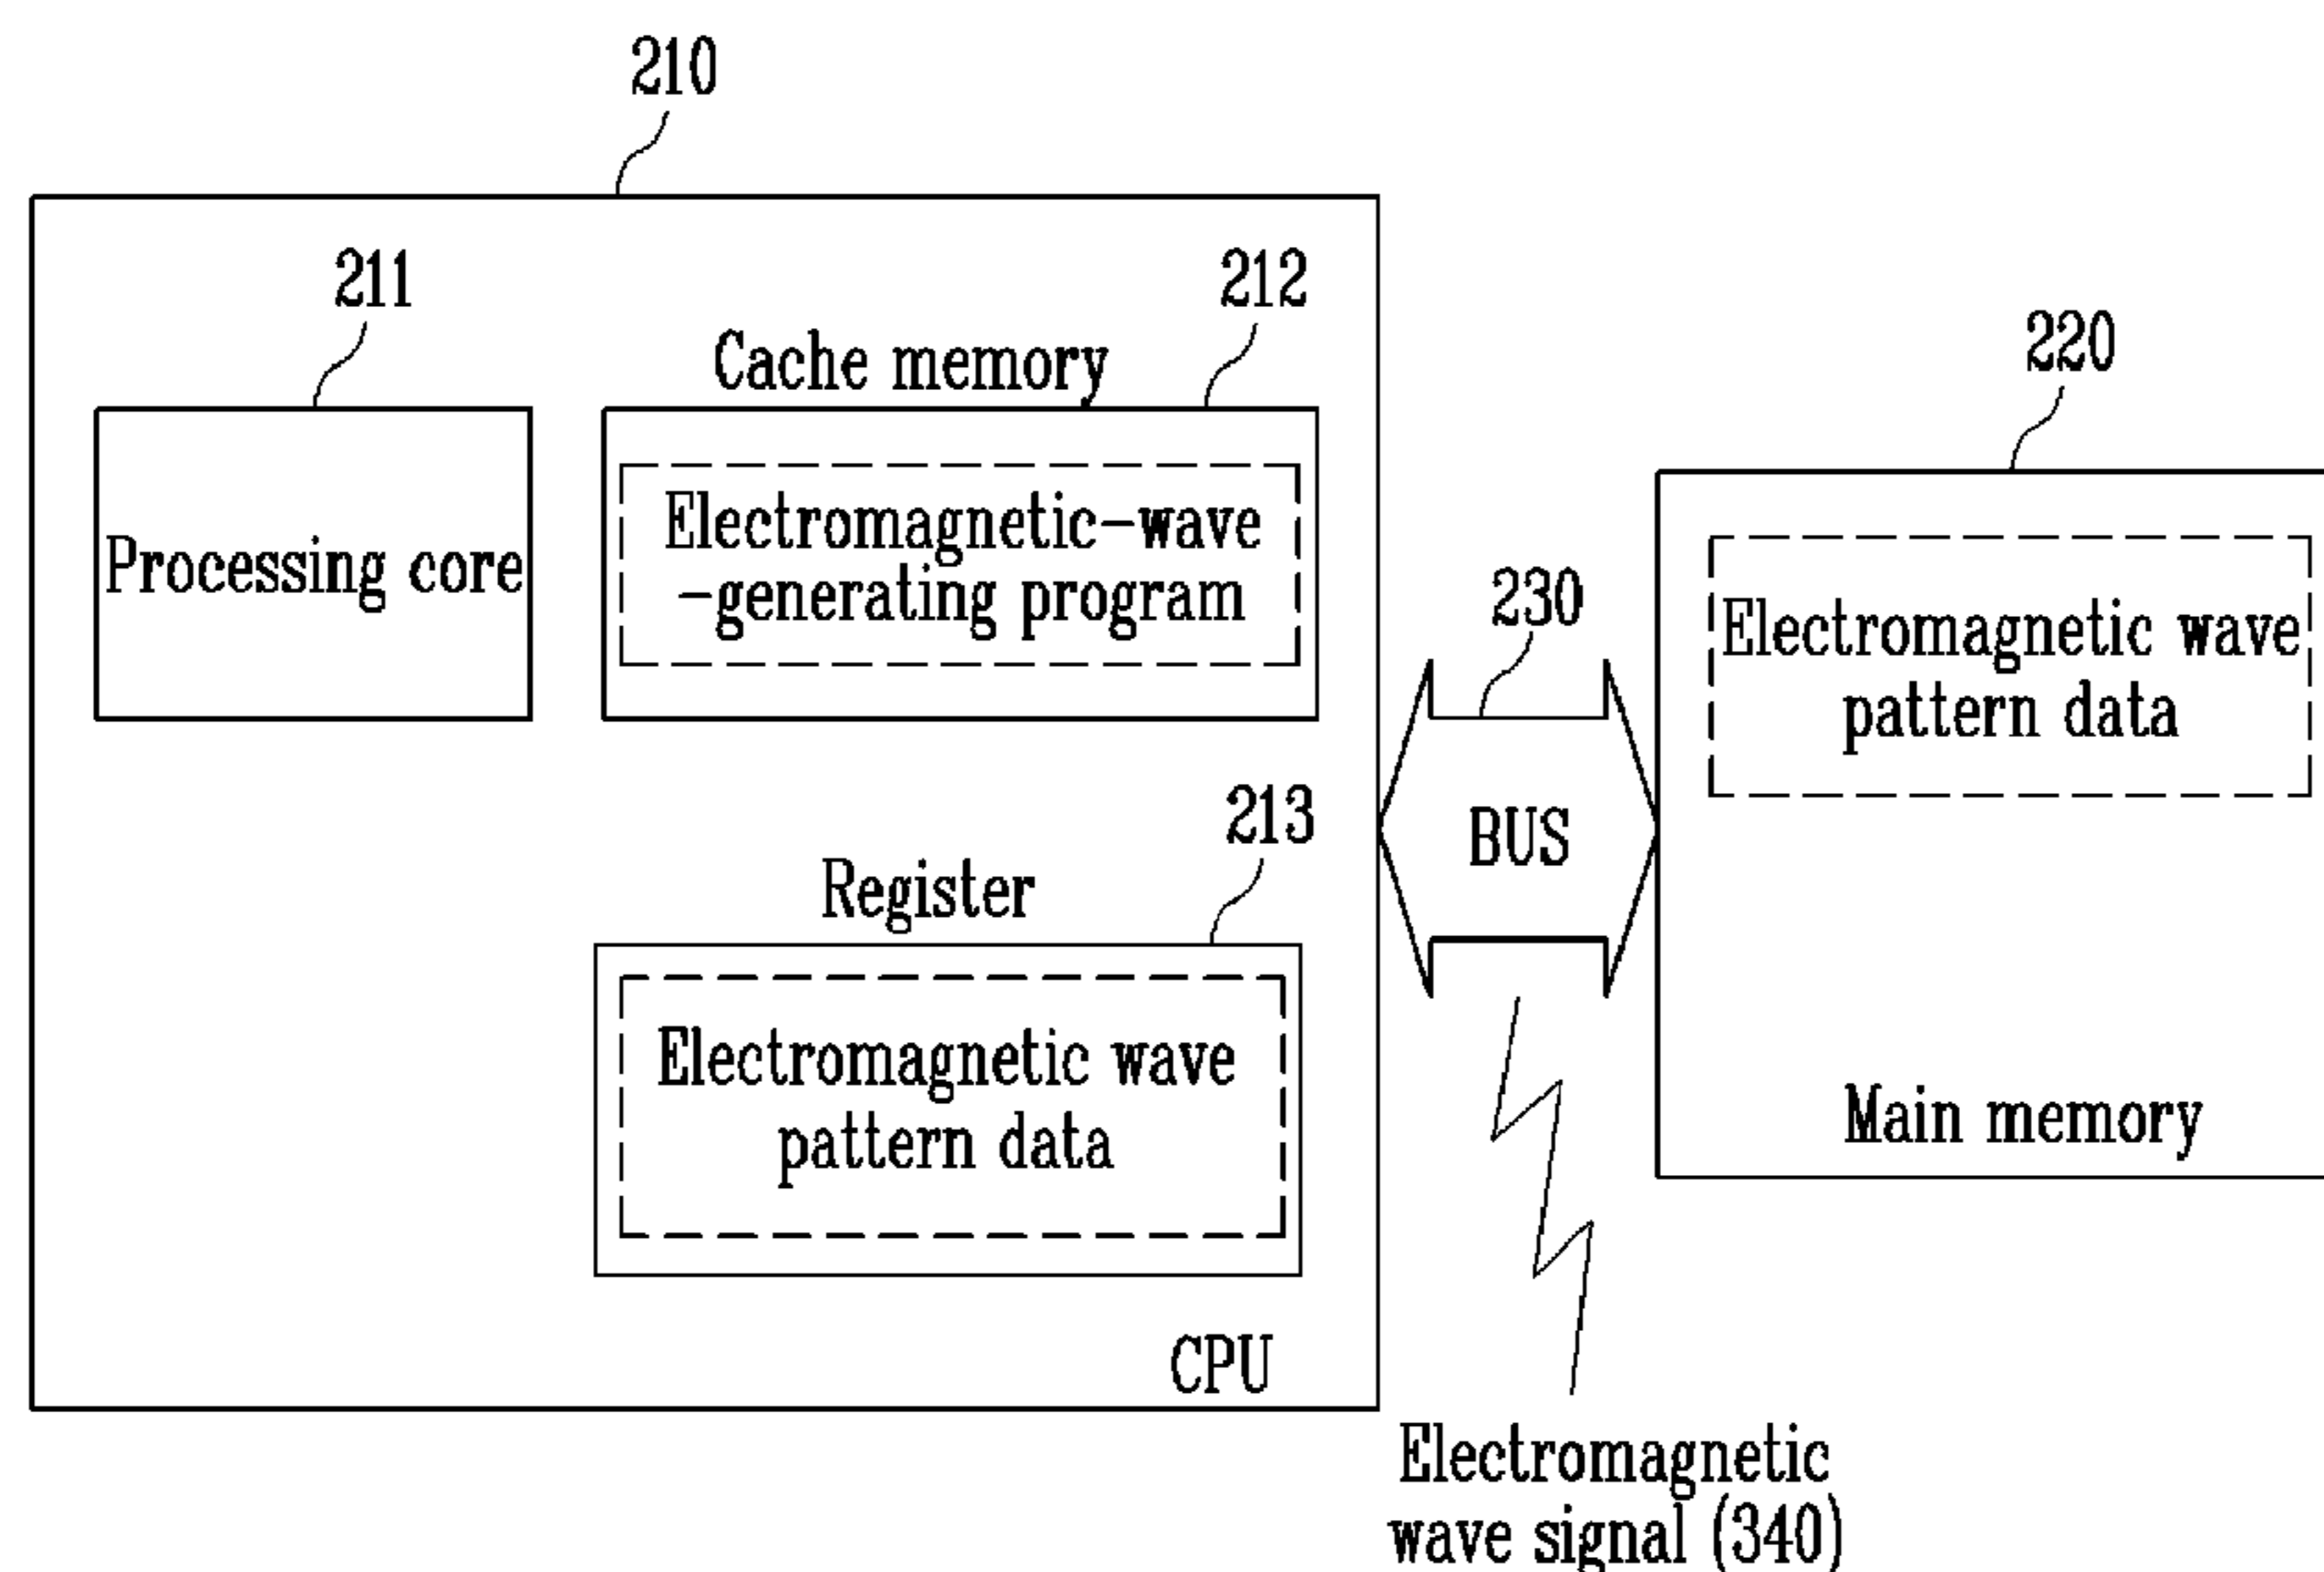 210
211
212
Cache memory
Processing core
Electromagnetic-wave
-generating program
213
Register
Electromagnetic wave
pattern data
CPU
230
BUS
220
Electromagnetic wave
pattern data
Main memory
Electromagnetic
wave signal (340)